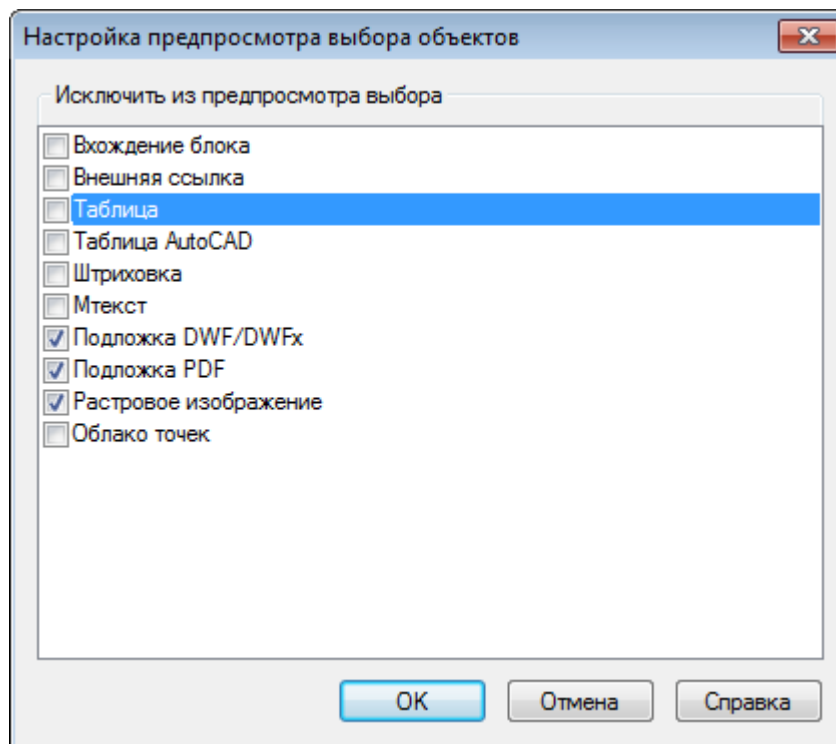 Настройка предпросмотра выбора объектов
Исключить из предпросмотра выбора
Вхождение блока
Внешняя ссылка
Таблица
Таблица AutoCAD
Штриховка
Мтекст
Подложка DWF/DWFx
Подложка PDF
Растровое изображение
Облако точек
OK Отмена Справка